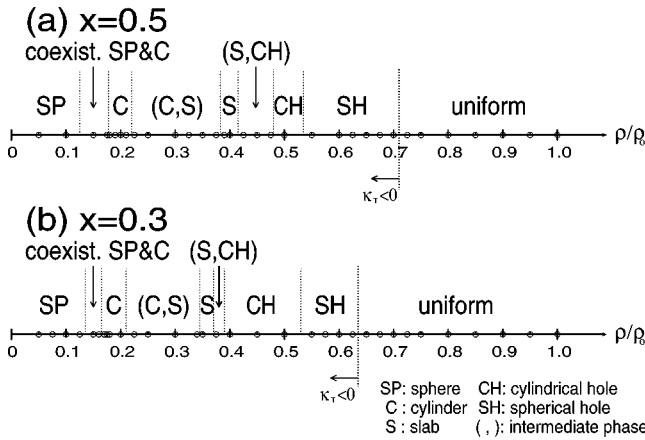 (a) x=0.5
coexist. SP&C (S,CH)
SP C (C,S) S CH SH uniform
0 0.1 0.2 0.3 0.4 0.5 0.6 0.7 0.8 0.9 1.0 ρ/ρ₀
κ_T<0
(b) x=0.3
coexist. SP&C (S,CH)
SP C (C,S) S CH SH uniform
0 0.1 0.2 0.3 0.4 0.5 0.6 0.7 0.8 0.9 1.0 ρ/ρ₀
κ_T<0
SP: sphere CH: cylindrical hole
C : cylinder SH: spherical hole
S : slab ( , ): intermediate phase